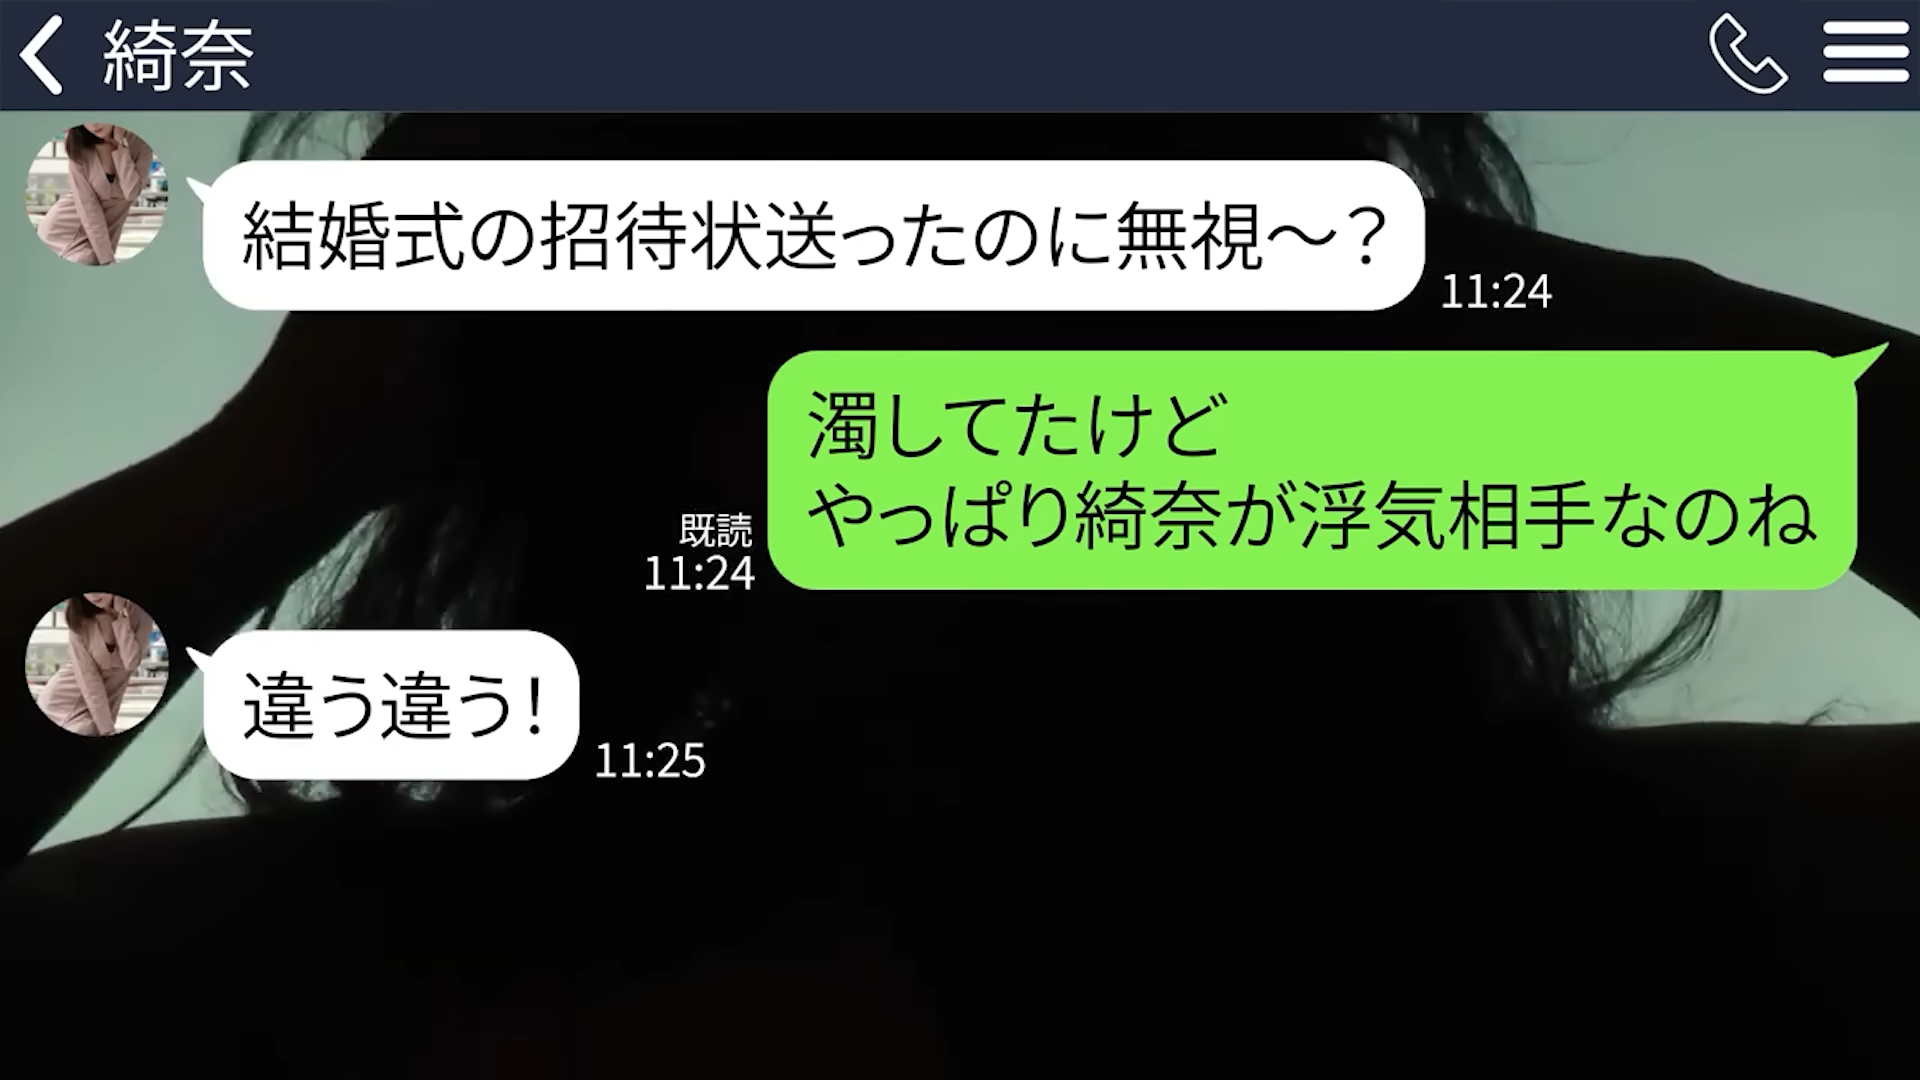 綺奈
結婚式の招待状送ったのに無視～？
11:24
濁してたけど
やっぱり綺奈が浮気相手なのね
既読
11:24
違う違う！
11:25